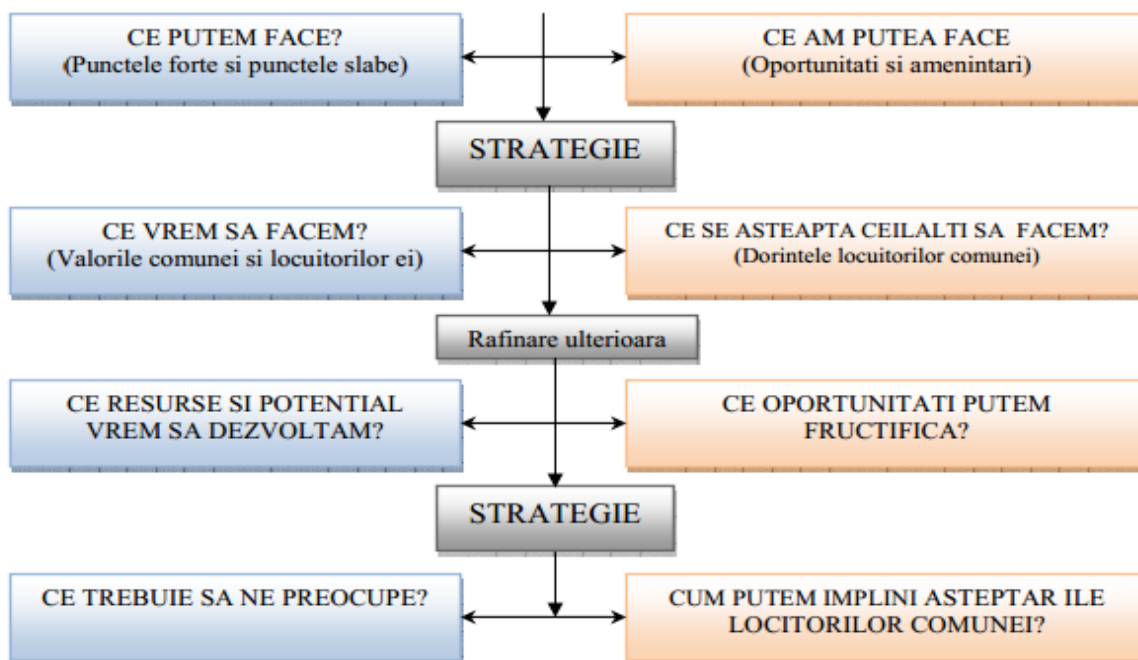 CE PUTEM FACE?
(Punctele forte si punctele slabe)
CE AM PUTEA FACE
(Oportunitati si amenintari)
STRATEGIE
CE VREM SA FACEM?
(Valorile comunei si locuitorilor ei)
CE SE ASTEAPTA CEILALTI SA FACEM?
(Dorintele locuitorilor comunei)
Rafinare ulterioara
CE RESURSE SI POTENTIAL
VREM SA DEZVOLTAM?
CE OPORTUNITATI PUTEM
FRUCTIFICA?
STRATEGIE
CE TREBUIE SA NE PREOCUPE?
CUM PUTEM IMPLINI ASTEPTAR ILE
LOCITORILOR COMUNEI?